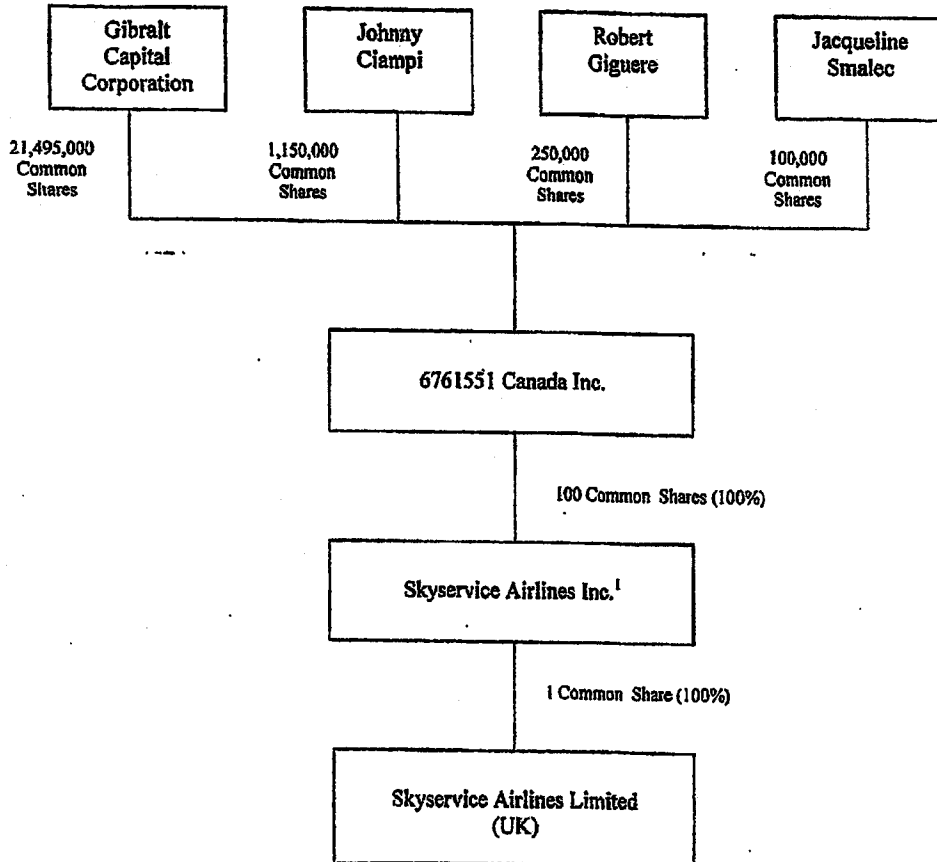 Gibralt
Capital
Corporation
Johnny
Ciampi
Robert
Giguere
Jacqueline
Smalec
21,495,000
Common
Shares
1,150,000
Common
Shares
250,000
Common
Shares
100,000
Common
Shares
6761551 Canada Inc.
100 Common Shares (100%)
Skyservice Airlines Inc.¹
1 Common Share (100%)
Skyservice Airlines Limited
(UK)